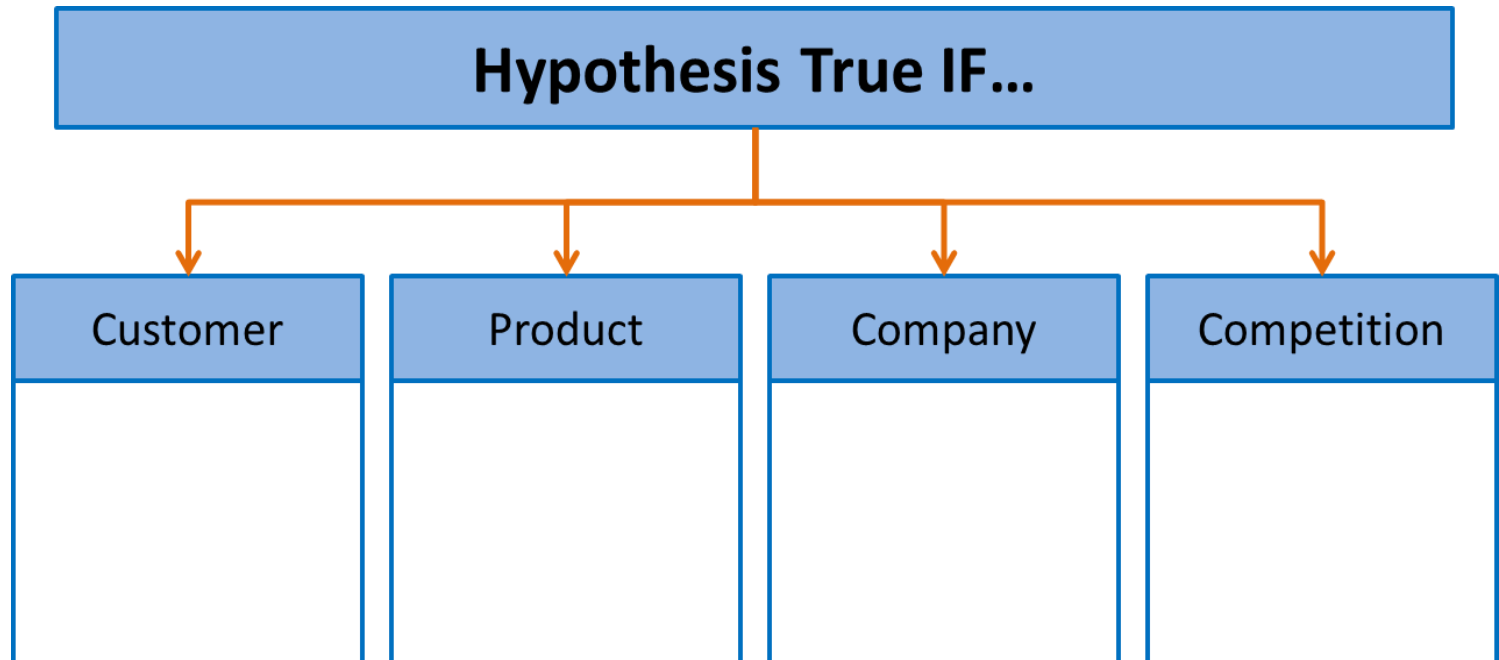 Hypothesis True IF...
Customer
Product
Company
Competition